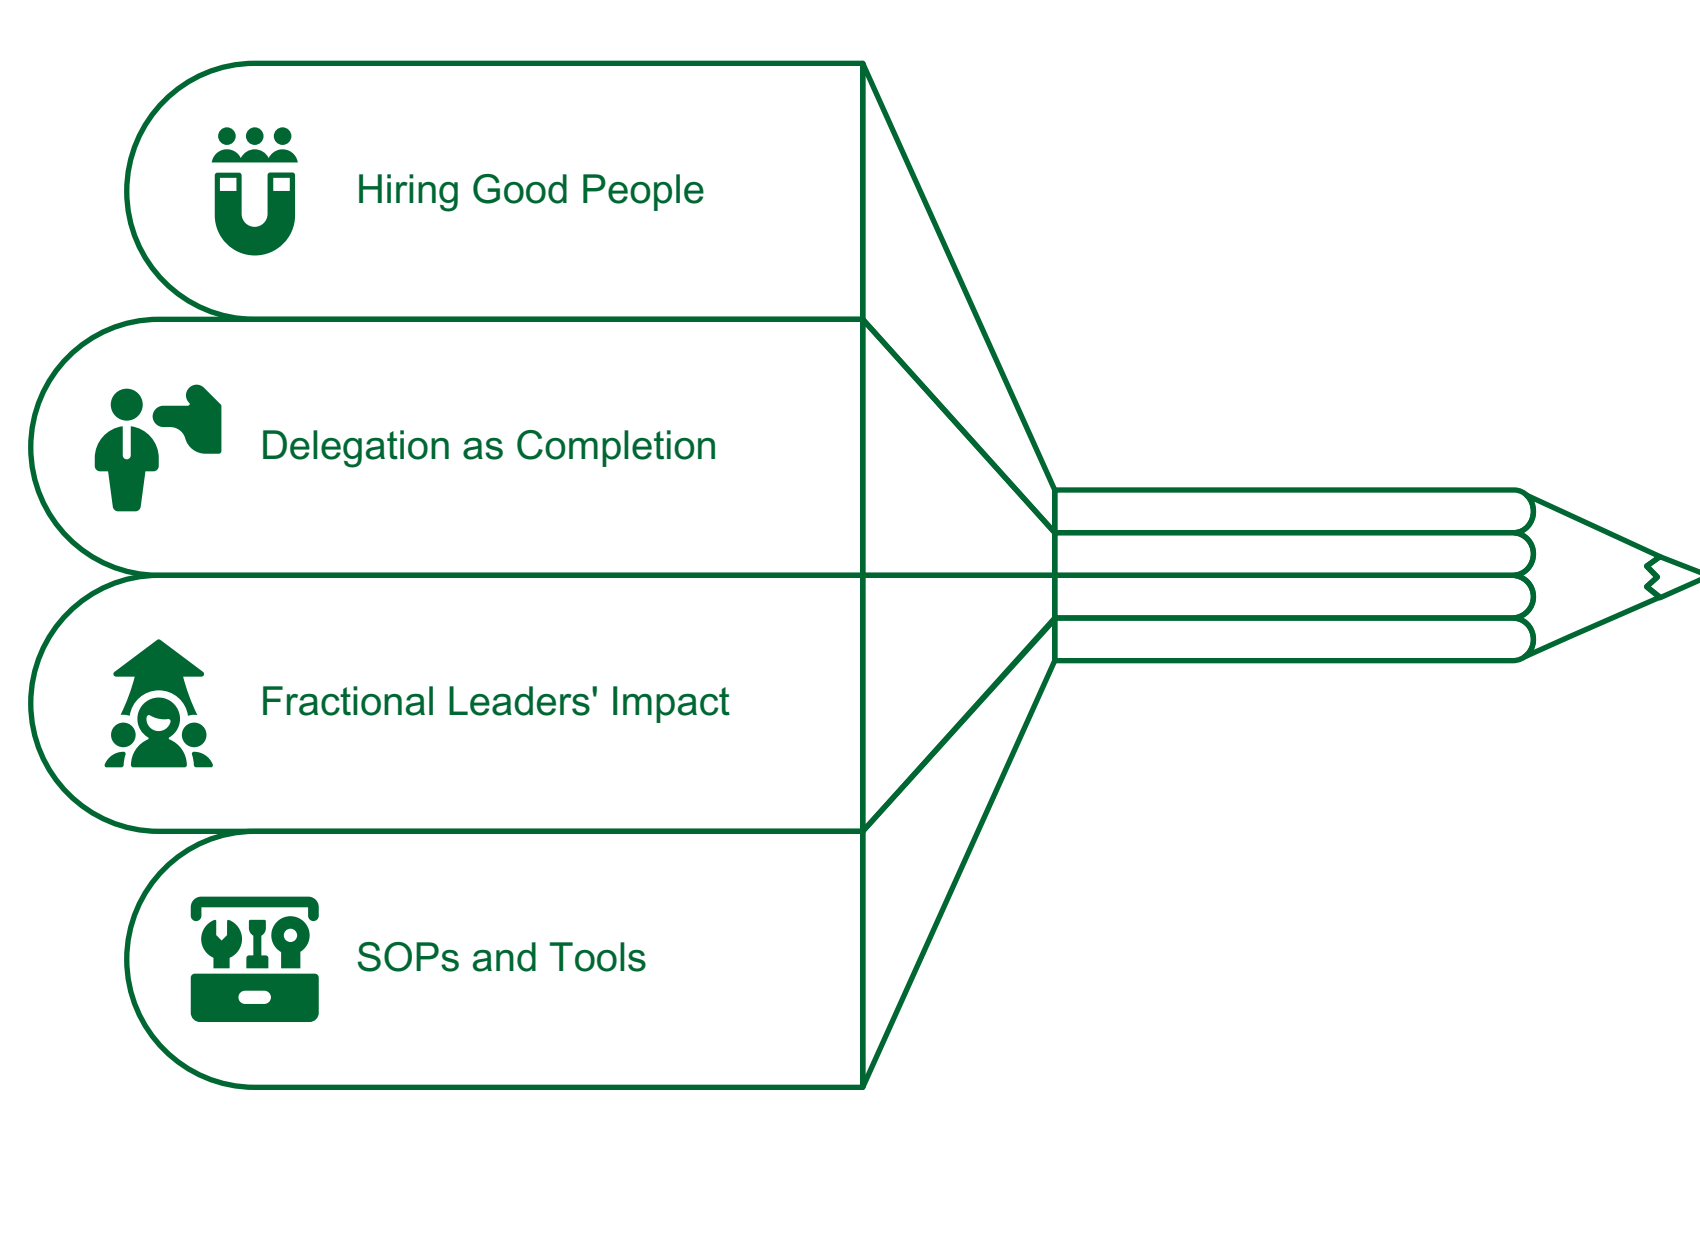 Hiring Good People
Delegation as Completion
Fractional Leaders' Impact
SOPs and Tools